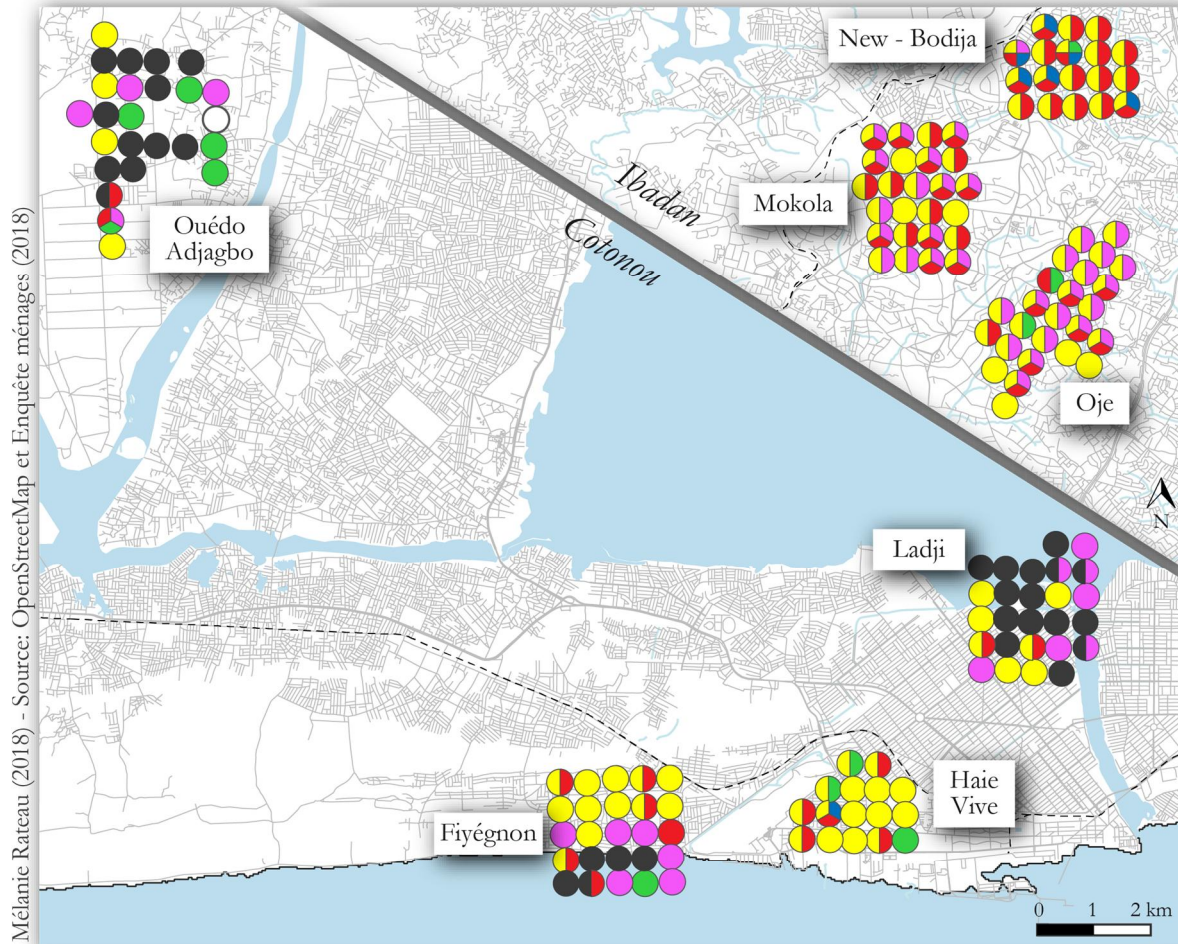 New - Bodija
Mokola
Ibadan
Cotonou
Ouédo
Adjagbo
Oje
N
Ladji
Haie
Vive
Fiyégnon
0 1 2 km
Mélanie Rateau (2018) - Source: OpenStreetMap et Enquête ménages (2018)